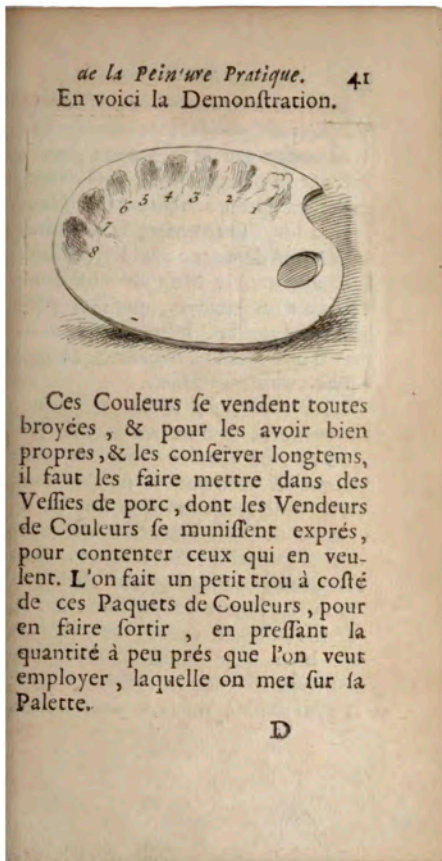 de la Pein'ure Pratique. 41
En voici la Demonſtration.
1
2
3
4
5
6
7
8
Ces Couleurs ſe vendent toutes
broyées , & pour les avoir bien
propres, & les conſerver longtems,
il faut les faire mettre dans des
Veſſies de porc, dont les Vendeurs
de Couleurs ſe muniſſent exprés,
pour contenter ceux qui en veu-
lent. L'on fait un petit trou à coſté
de ces Paquets de Couleurs, pour
en faire ſortir , en preſſant la
quantité à peu prés que l'on veut
employer , laquelle on met ſur ſa
Palette.
D